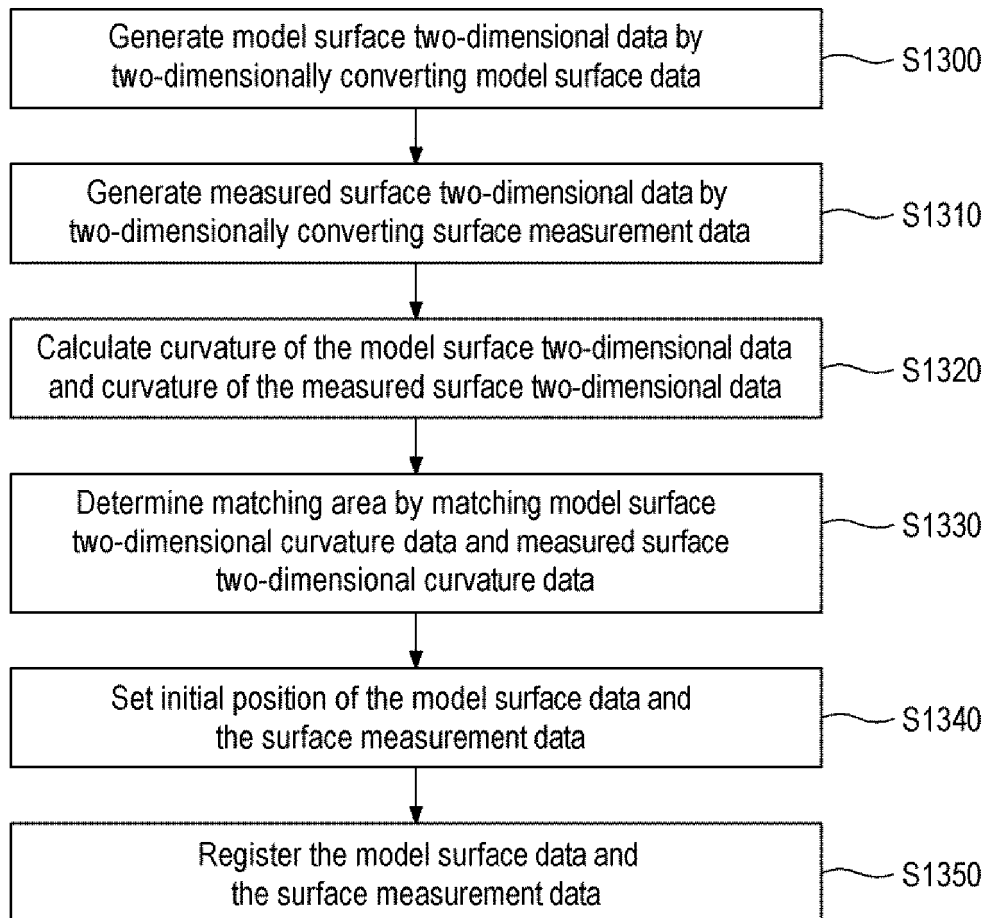 Generate model surface two-dimensional data by
two-dimensionally converting model surface data
S1300
Generate measured surface two-dimensional data by
two-dimensionally converting surface measurement data
S1310
Calculate curvature of the model surface two-dimensional data
and curvature of the measured surface two-dimensional data
S1320
Determine matching area by matching model surface
two-dimensional curvature data and measured surface
two-dimensional curvature data
S1330
Set initial position of the model surface data and
the surface measurement data
S1340
Register the model surface data and
the surface measurement data
S1350